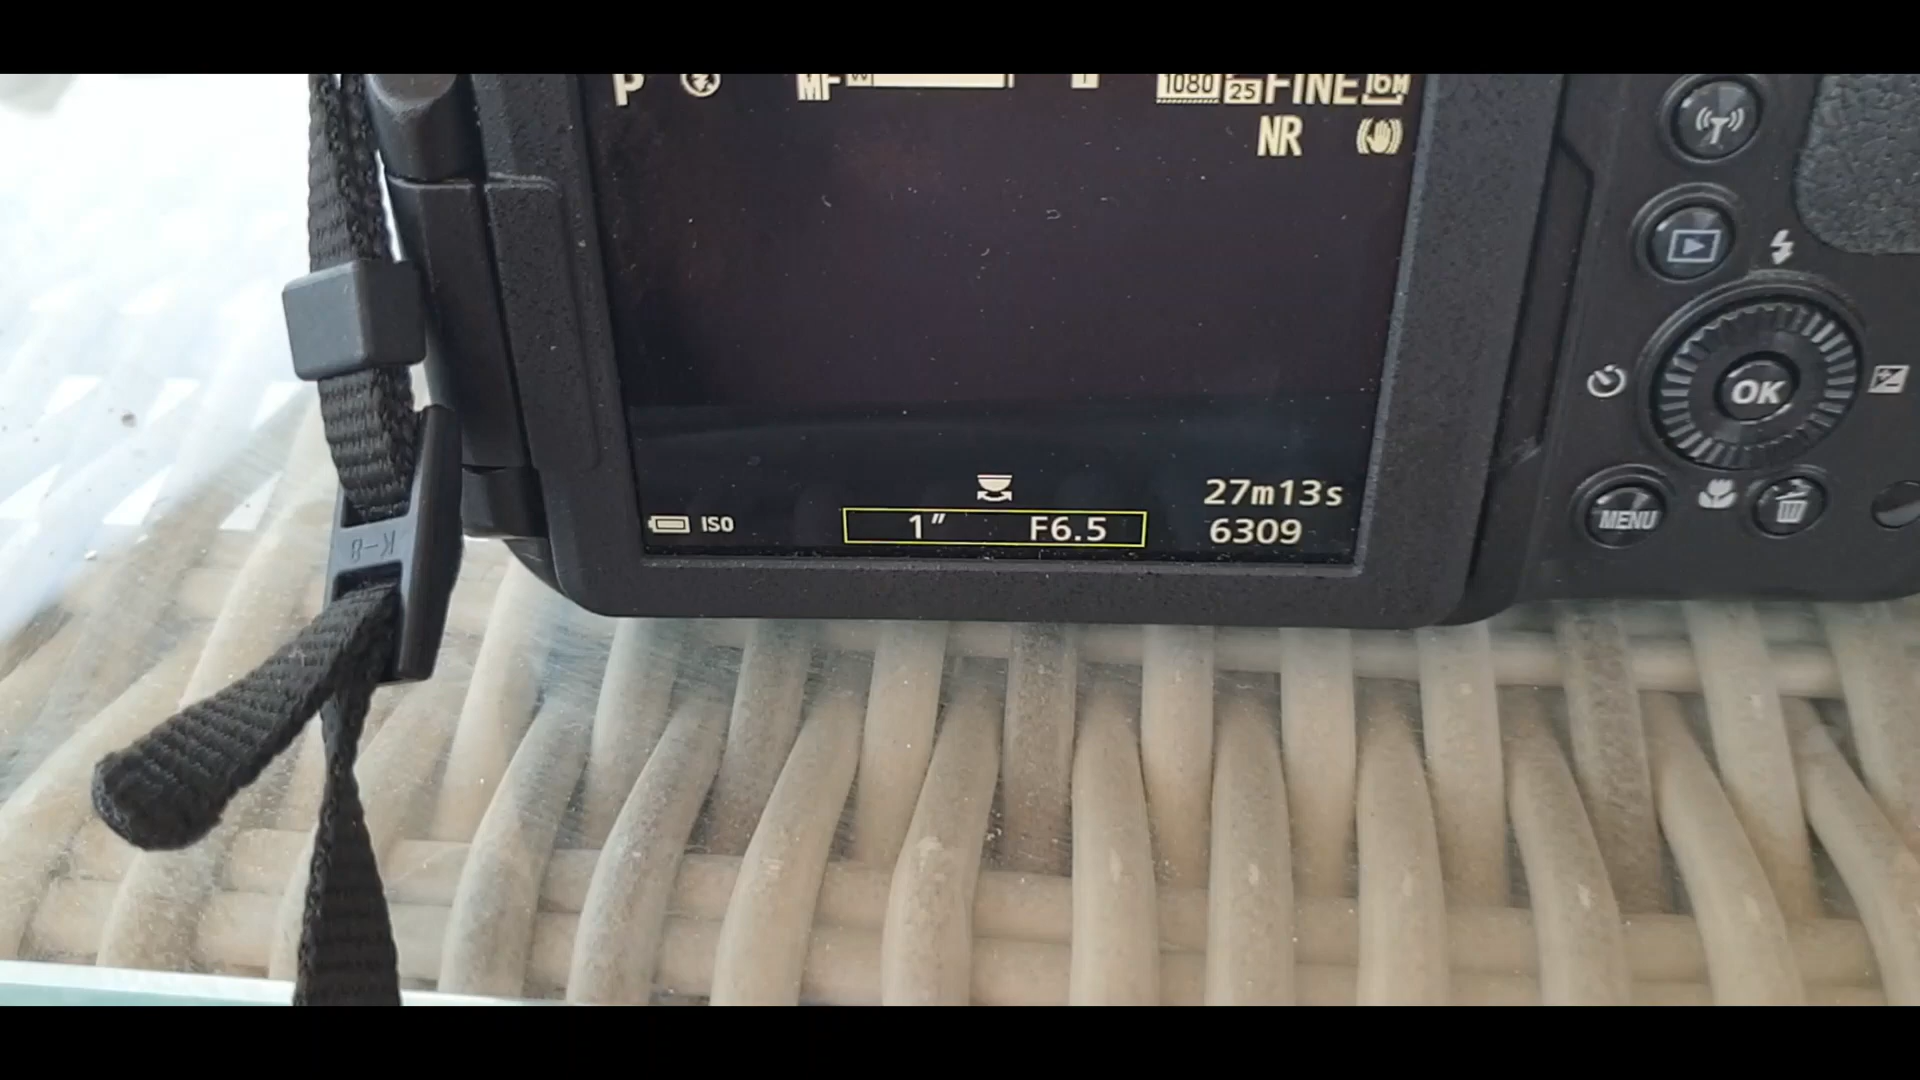 P MF 1080 25 FINE 16M
NR
27m13s
ISO 1" F6.5 6309
OK
MENU
K-8